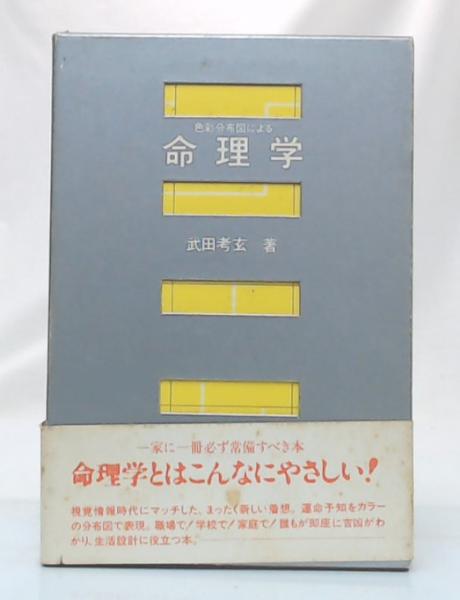 色彩分布図による
命理学
武田考玄 著
一家に一冊必ず常備すべき本
命理学とはこんなにやさしい!
視覚情報時代にマッチした、まったく新しい着想。運命予知をカラー
の分布図で表現。職場で!学校で!家庭で!誰もが即座に吉凶がわ
かり、生活設計に役立つ本。